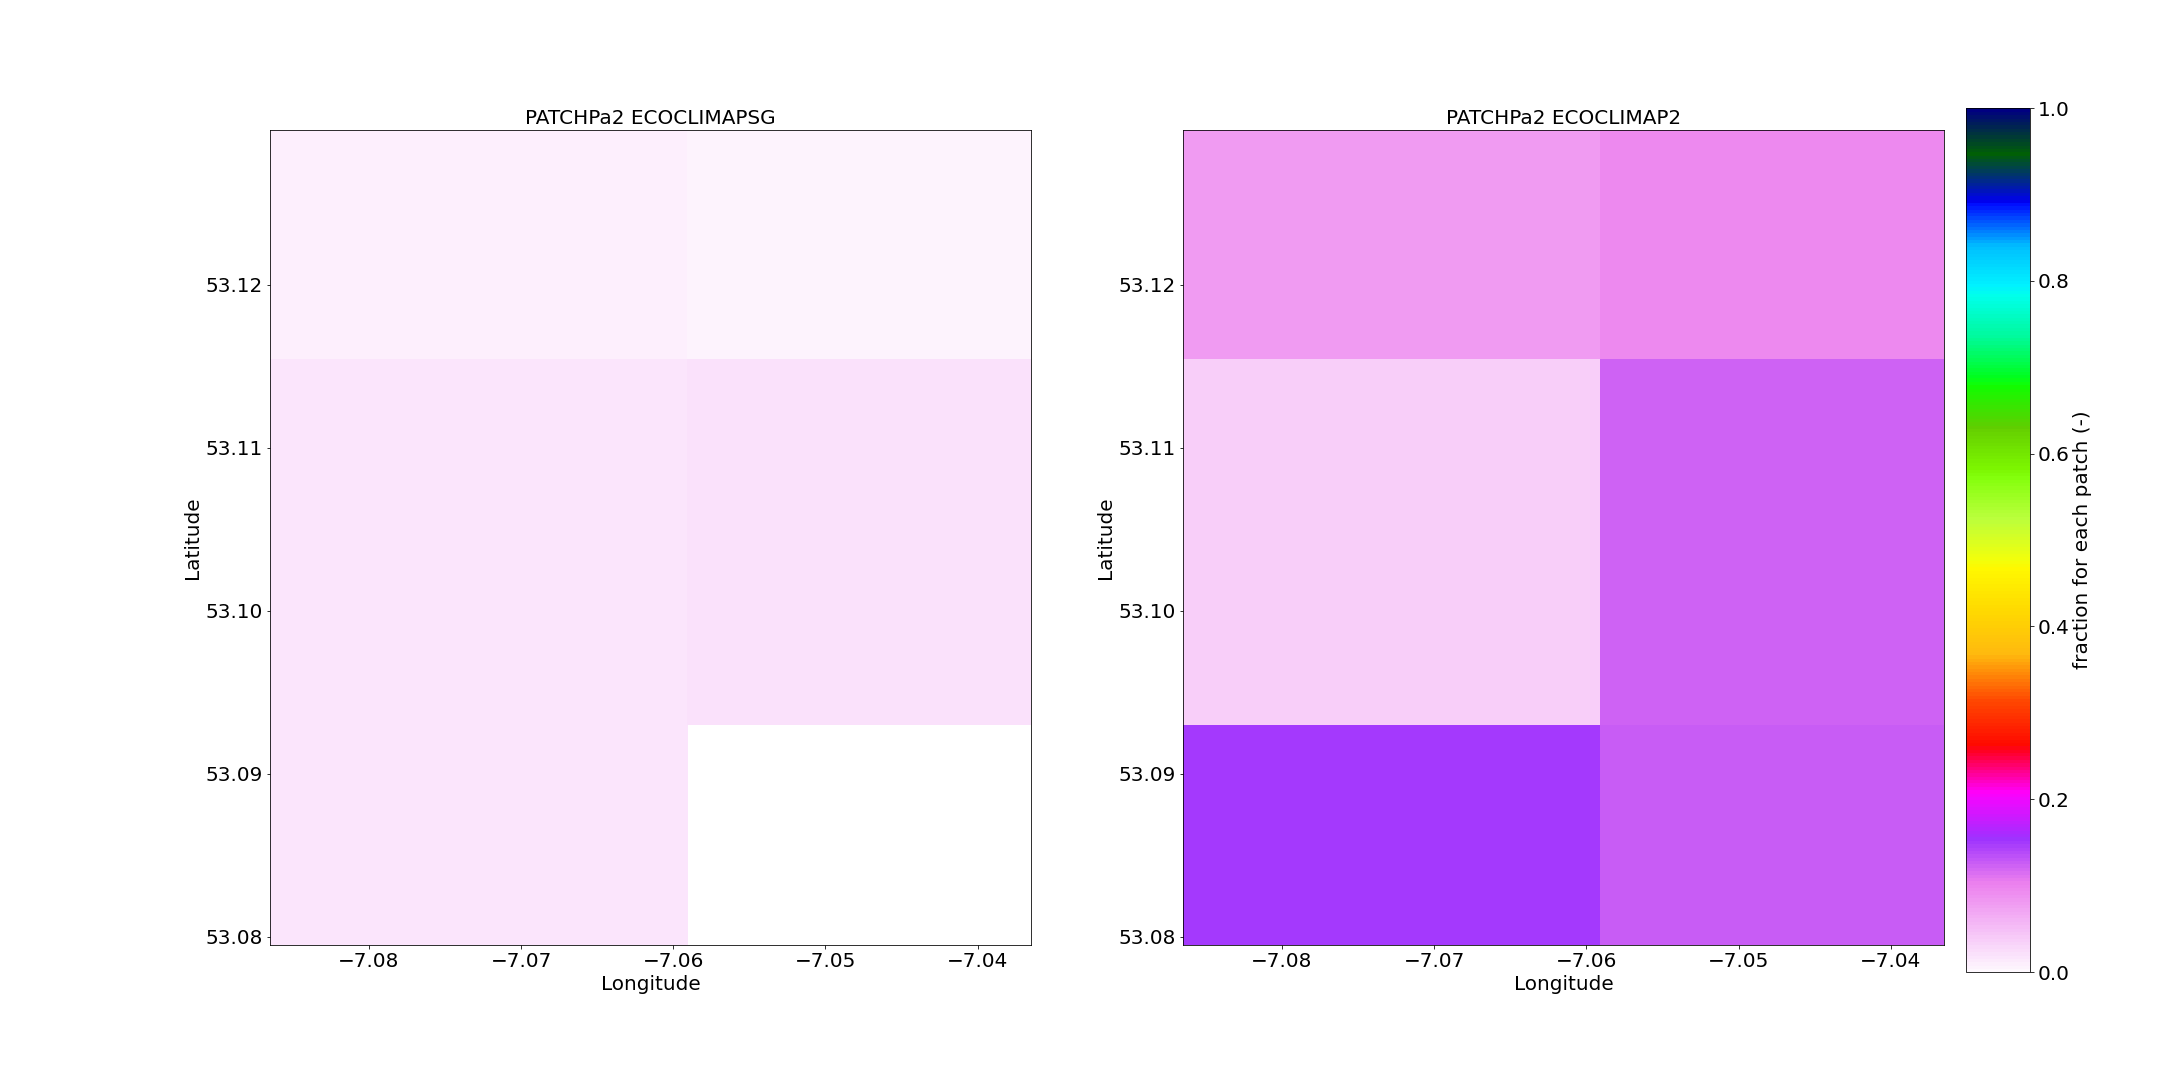 PATCHPa2 ECOCLIMAPSG
53.12
53.11
53.10
53.09
53.08
Latitude
−7.08 −7.07 −7.06 −7.05 −7.04
Longitude
PATCHPa2 ECOCLIMAP2
53.12
53.11
53.10
53.09
53.08
Latitude
−7.08 −7.07 −7.06 −7.05 −7.04
Longitude
1.0
0.8
0.6
0.4
0.2
0.0
fraction for each patch (-)